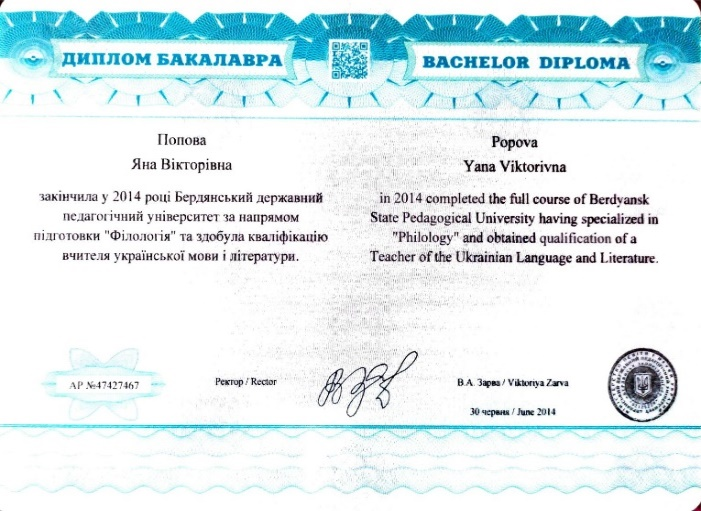 ДИПЛОМ БАКАЛАВРА
BACHELOR DIPLOMA
Попова
Яна Вікторівна
закінчила у 2014 році Бердянський державний
педагогічний університет за напрямом
підготовки "Філологія" та здобула кваліфікацію
вчителя української мови і літератури.
Popova
Yana Viktorivna
in 2014 completed the full course of Berdyansk
State Pedagogical University having specialized in
"Philology" and obtained qualification of a
Teacher of the Ukrainian Language and Literature.
АР №47427467
Ректор / Rector
В.А. Зарва / Viktoriya Zarva
30 червня / June 2014